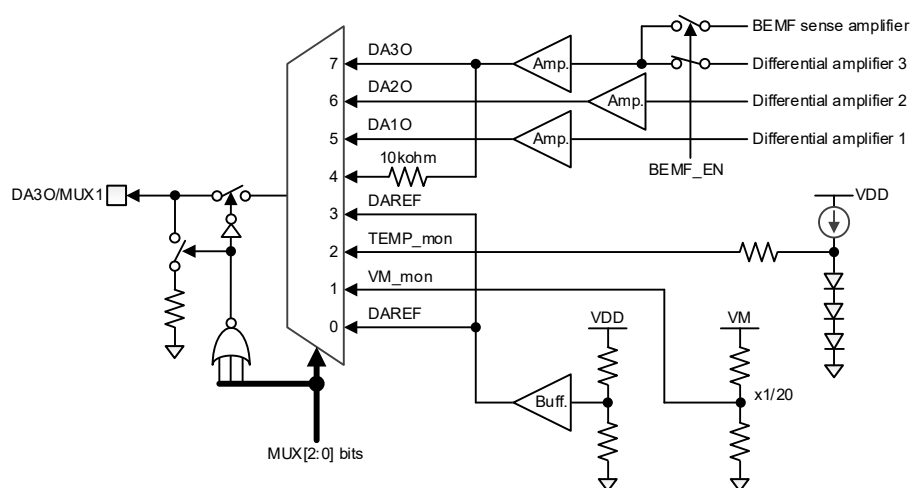 BEMF sense amplifier
7
DA3O
Amp.
Differential amplifier 3
6
DA2O
Amp.
Differential amplifier 2
5
DA1O
Amp.
Differential amplifier 1
10kohm
BEMF_EN
4
DA3O/MUX1
VDD
3
DAREF
2
TEMP_mon
1
VM_mon
0
DAREF
VDD
VM
Buff.
x1/20
MUX[2:0] bits